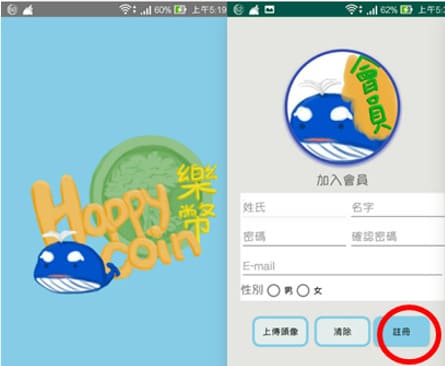 60% 上午5:19
Happy
coin
樂
幣
62% 上午5:
會員
加入會員
姓氏 名字
密碼 確認密碼
E-mail
性別 男 女
上傳頭像 清除 註冊